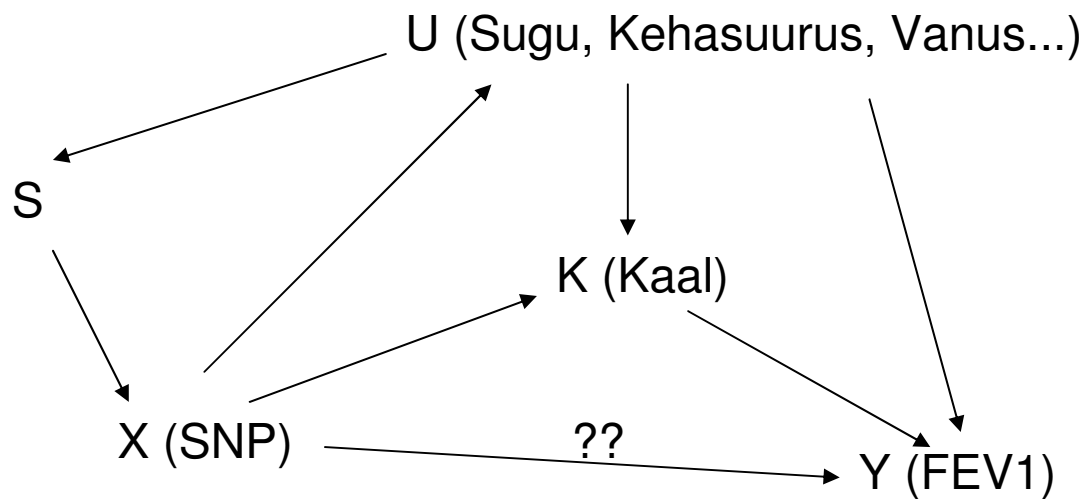 U (Sugu, Kehasuurus, Vanus...)
S
K (Kaal)
X (SNP)
??
Y (FEV1)